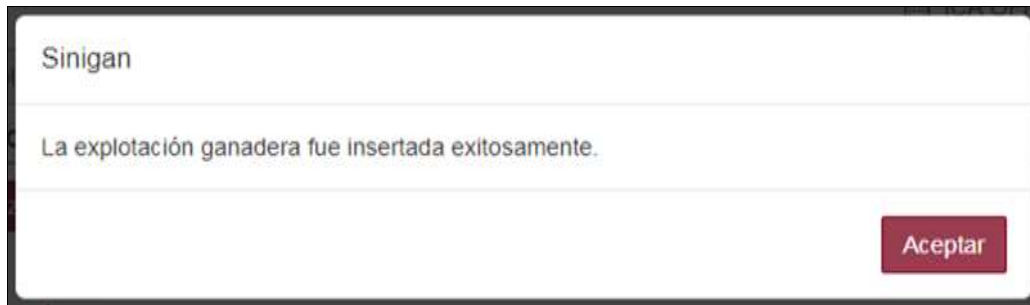 Sinigan
La explotación ganadera fue insertada exitosamente.
Aceptar